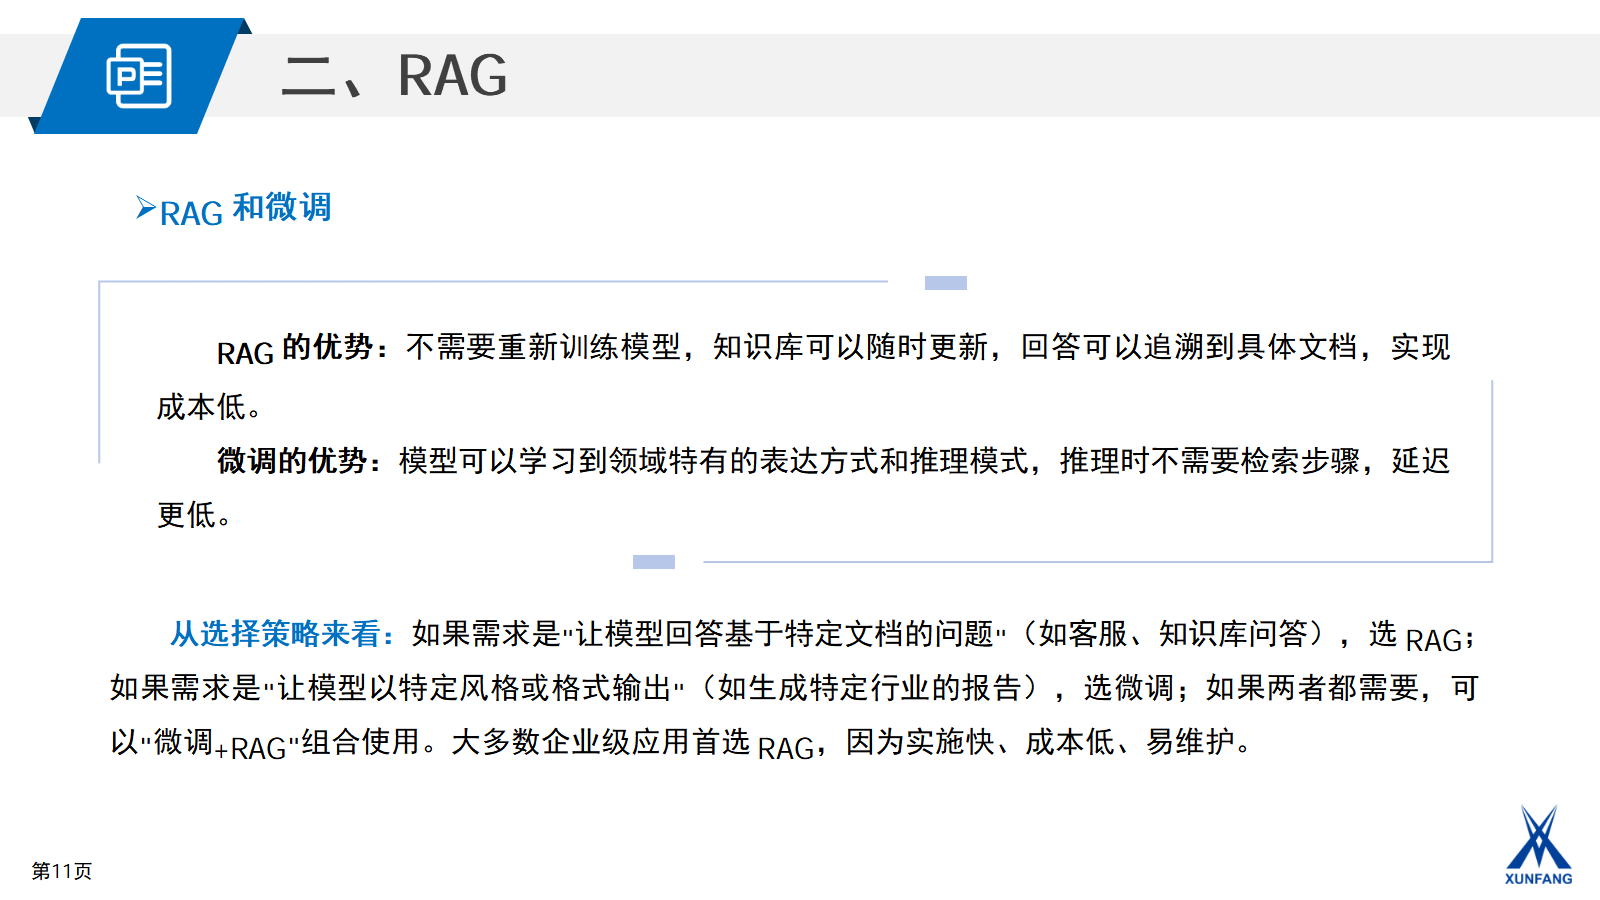 二、RAG
➢RAG 和微调
RAG 的优势：不需要重新训练模型，知识库可以随时更新，回答可以追溯到具体文档，实现
成本低。
微调的优势：模型可以学习到领域特有的表达方式和推理模式，推理时不需要检索步骤，延迟
更低。
从选择策略来看：如果需求是"让模型回答基于特定文档的问题"（如客服、知识库问答），选 RAG；
如果需求是"让模型以特定风格或格式输出"（如生成特定行业的报告），选微调；如果两者都需要，可
以"微调+RAG"组合使用。大多数企业级应用首选 RAG，因为实施快、成本低、易维护。
第11页
XUNFANG